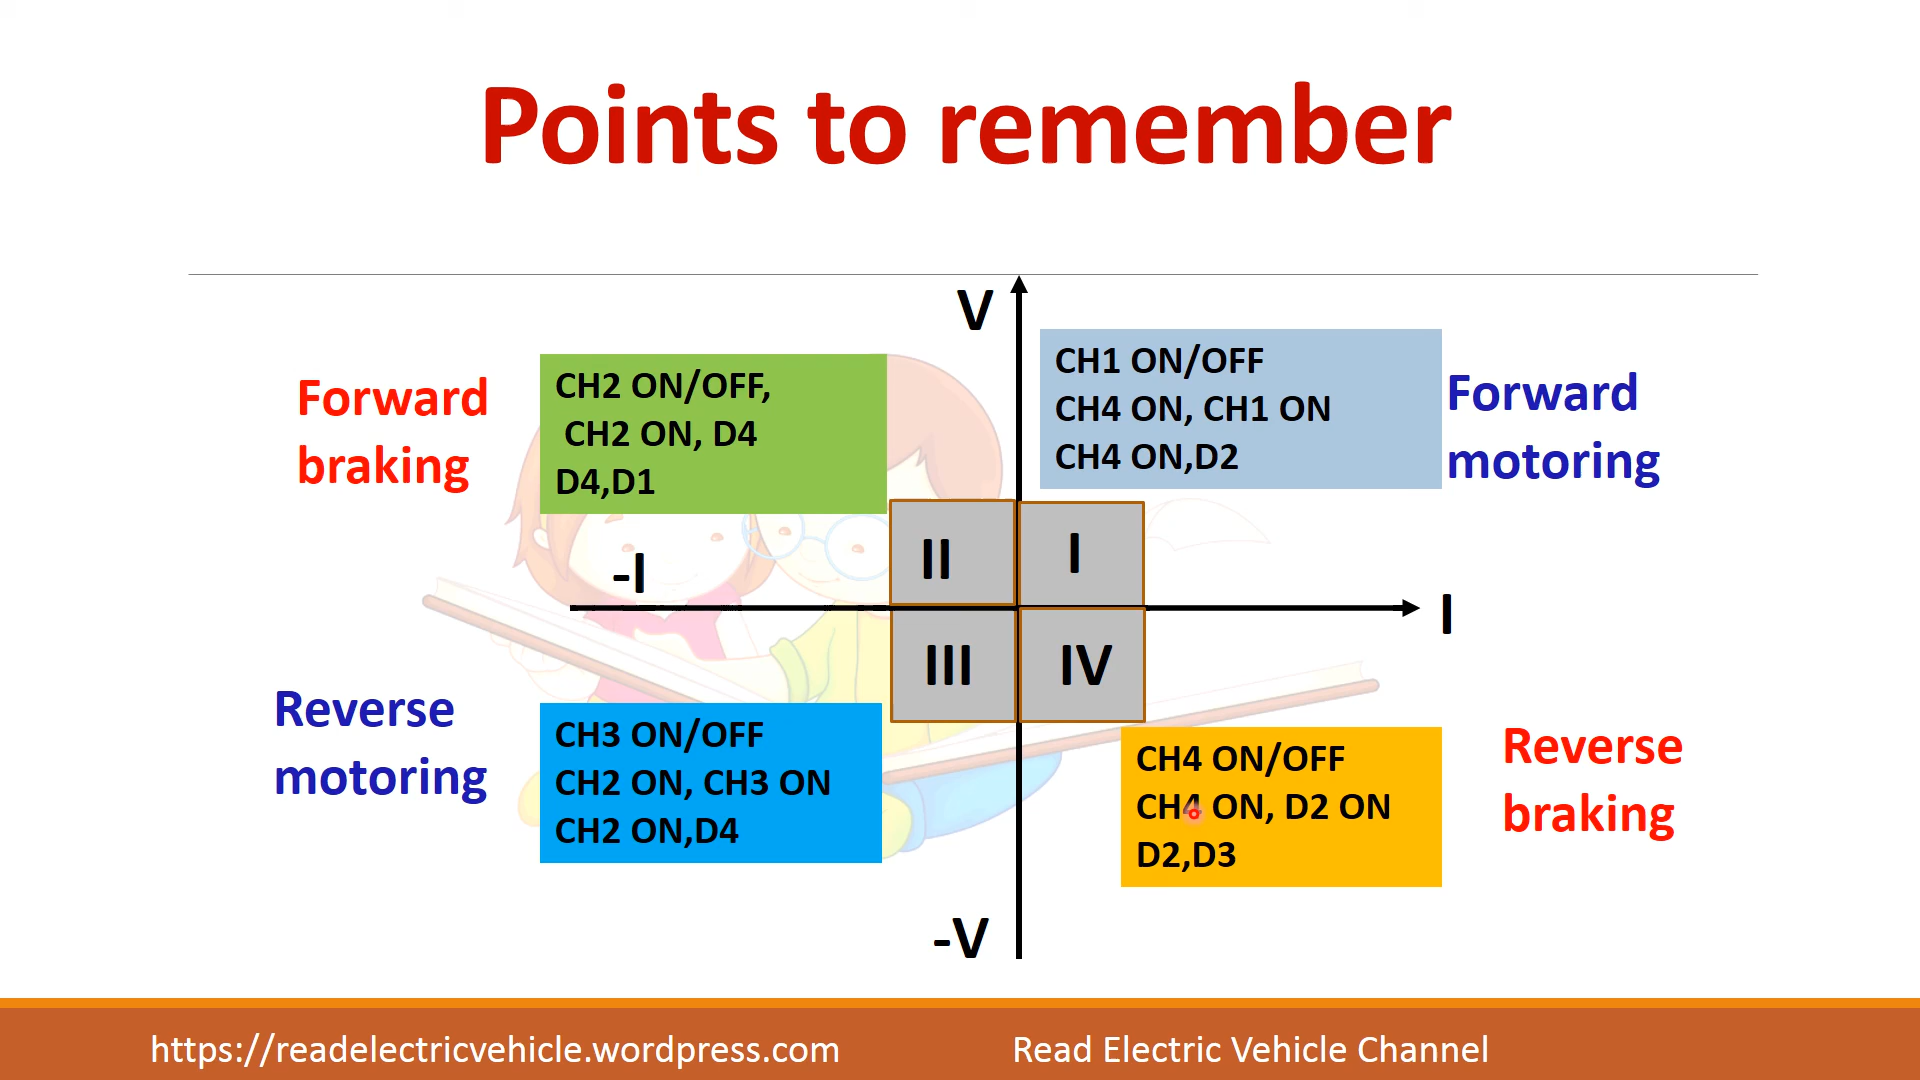 Points to remember
V
Forward
braking
CH2 ON/OFF,
CH2 ON, D4
D4,D1
CH1 ON/OFF
CH4 ON, CH1 ON
CH4 ON,D2
Forward
motoring
II
I
-I
I
III
IV
Reverse
motoring
CH3 ON/OFF
CH2 ON, CH3 ON
CH2 ON,D4
CH4 ON/OFF
CH4 ON, D2 ON
D2,D3
Reverse
braking
-V
https://readelectricvehicle.wordpress.com
Read Electric Vehicle Channel